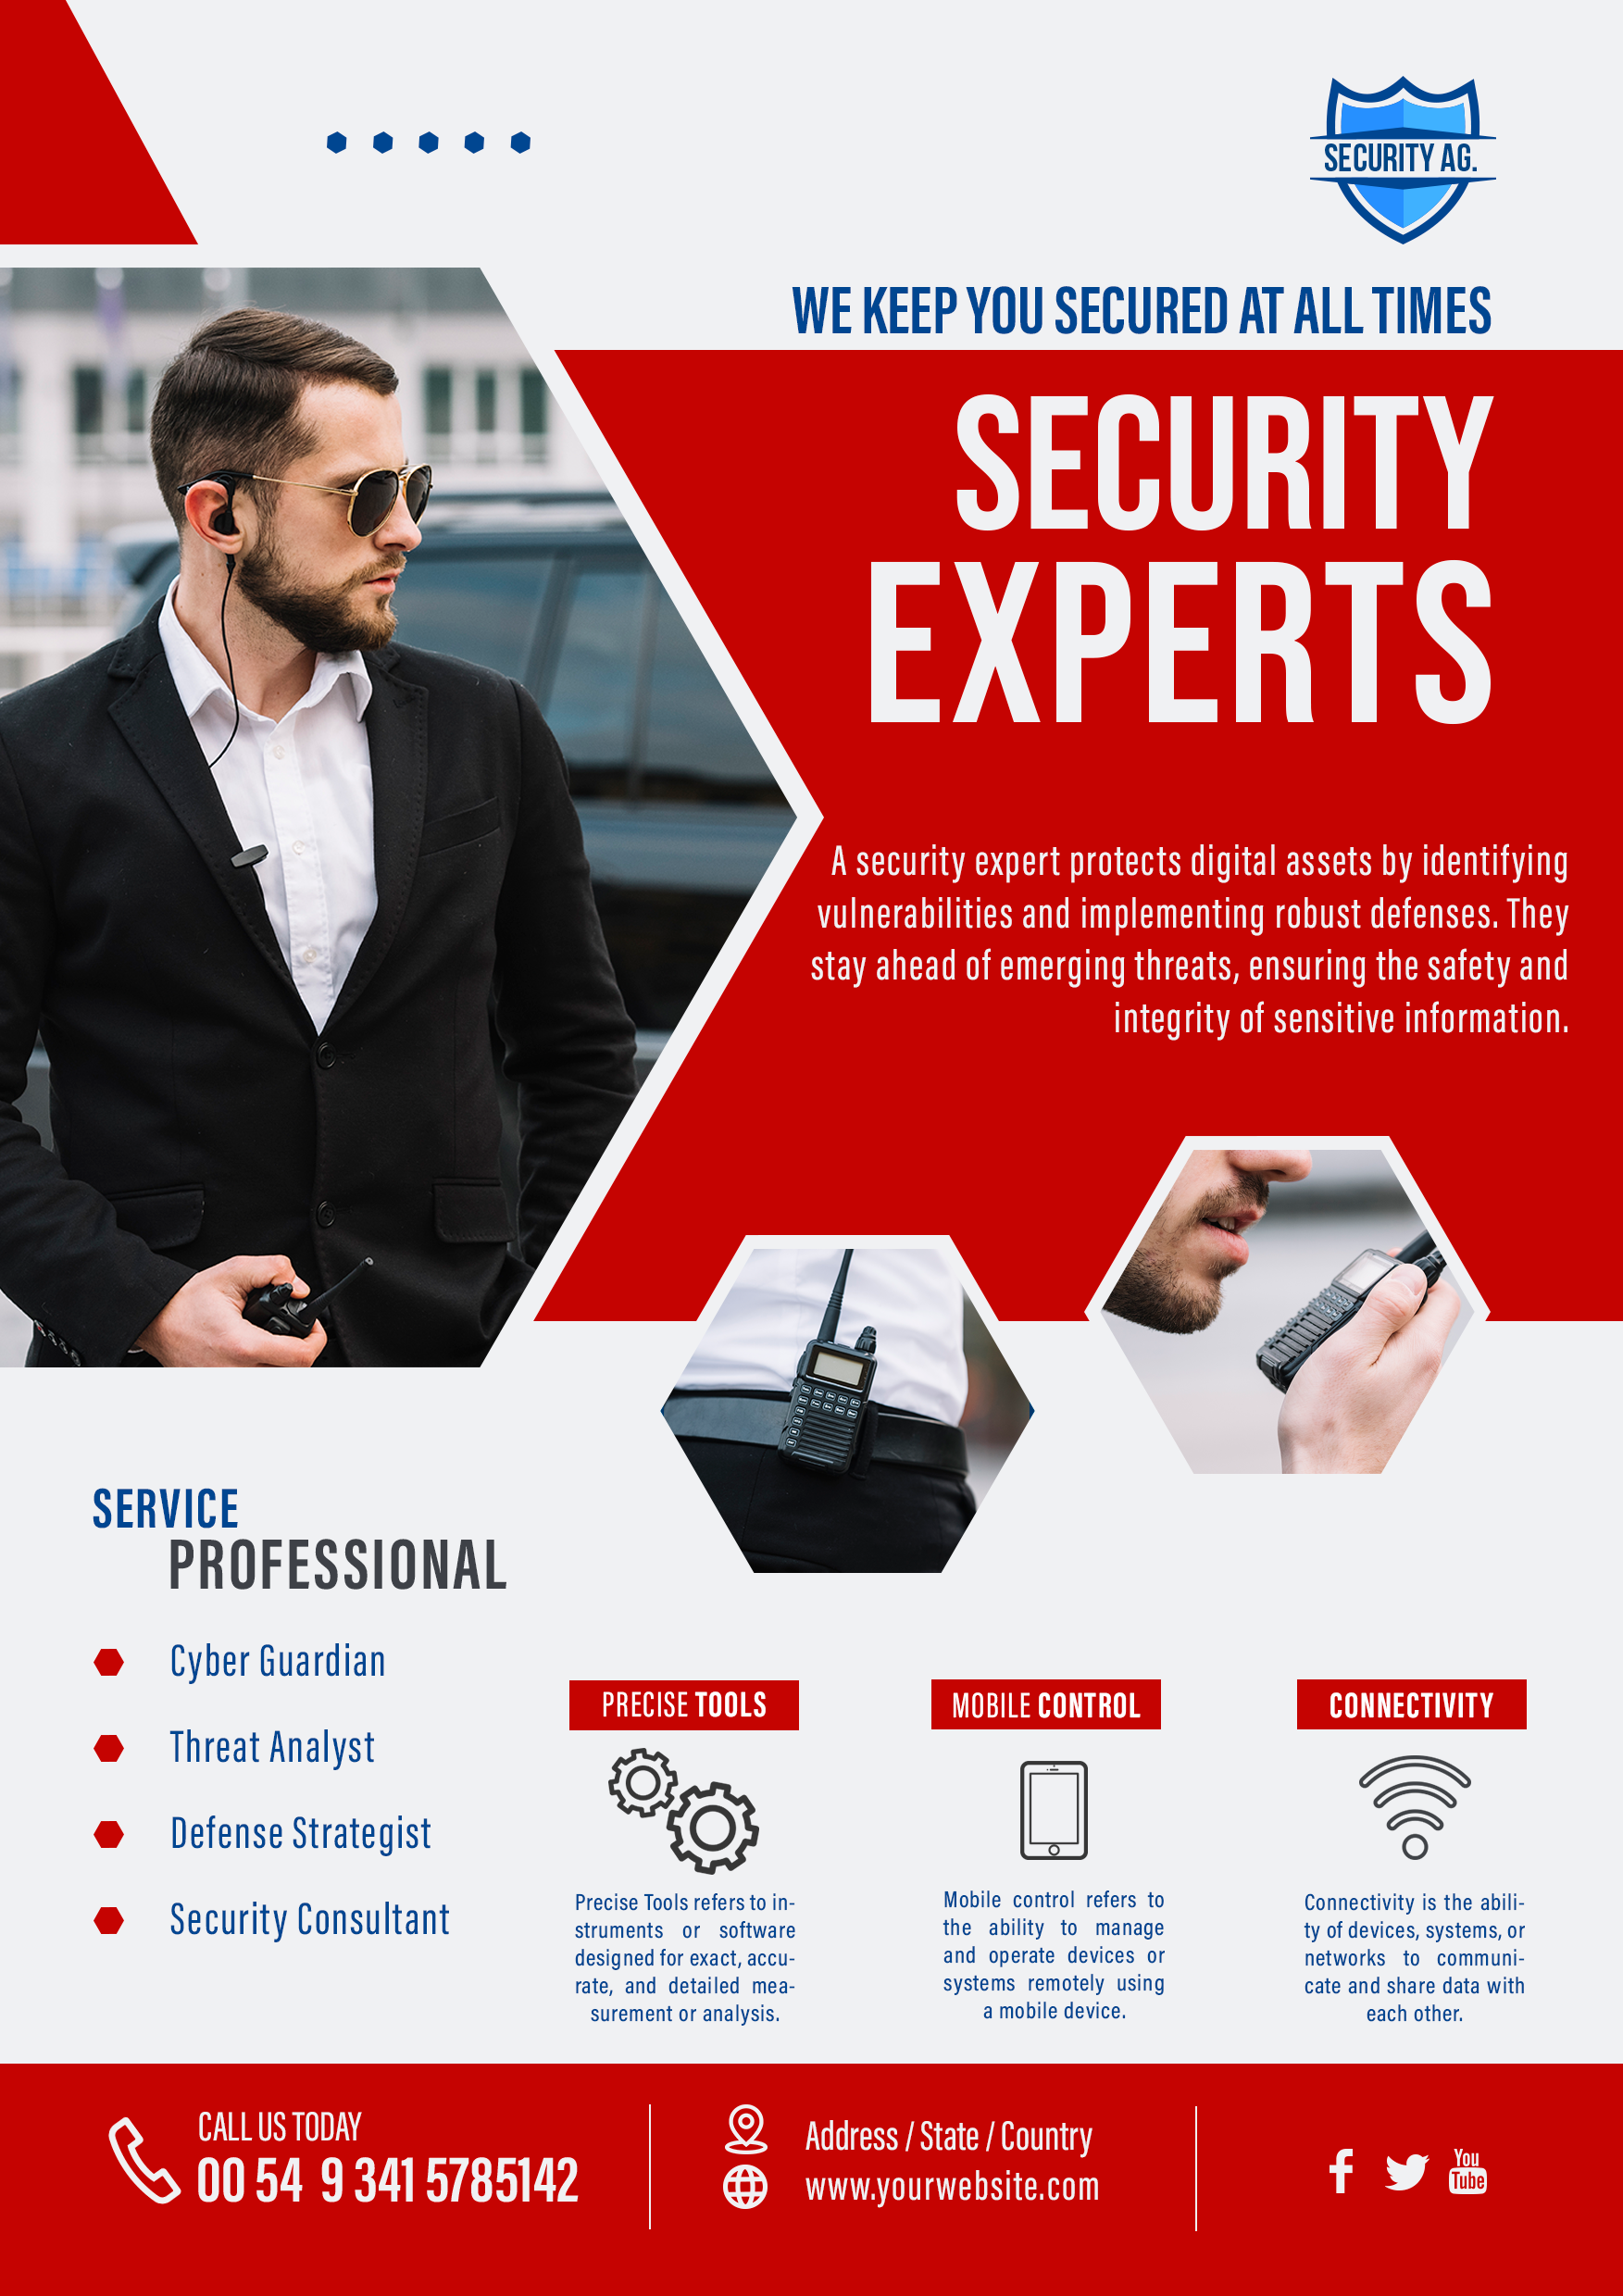 SECURITY AG.
WE KEEP YOU SECURED AT ALL TIMES
SECURITY
EXPERTS
A security expert protects digital assets by identifying
vulnerabilities and implementing robust defenses. They
stay ahead of emerging threats, ensuring the safety and
integrity of sensitive information.
SERVICE
PROFESSIONAL
Cyber Guardian
Threat Analyst
Defense Strategist
Security Consultant
PRECISE TOOLS
Precise Tools refers to in-
struments or software
designed for exact, accu-
rate, and detailed mea-
surement or analysis.
MOBILE CONTROL
Mobile control refers to
the ability to manage
and operate devices or
systems remotely using
a mobile device.
CONNECTIVITY
Connectivity is the abili-
ty of devices, systems, or
networks to communi-
cate and share data with
each other.
CALL US TODAY
00 54 9 341 5785142
Address / State / Country
www.yourwebsite.com
You
Tube